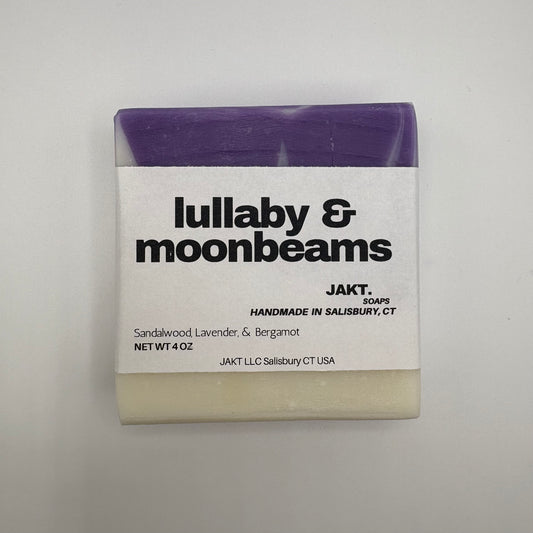 lullaby &
moonbeams
JAKT.
SOAPS
HANDMADE IN SALISBURY, CT
Sandalwood, Lavender, & Bergamot
NET WT 4 OZ
JAKT LLC Salisbury CT USA